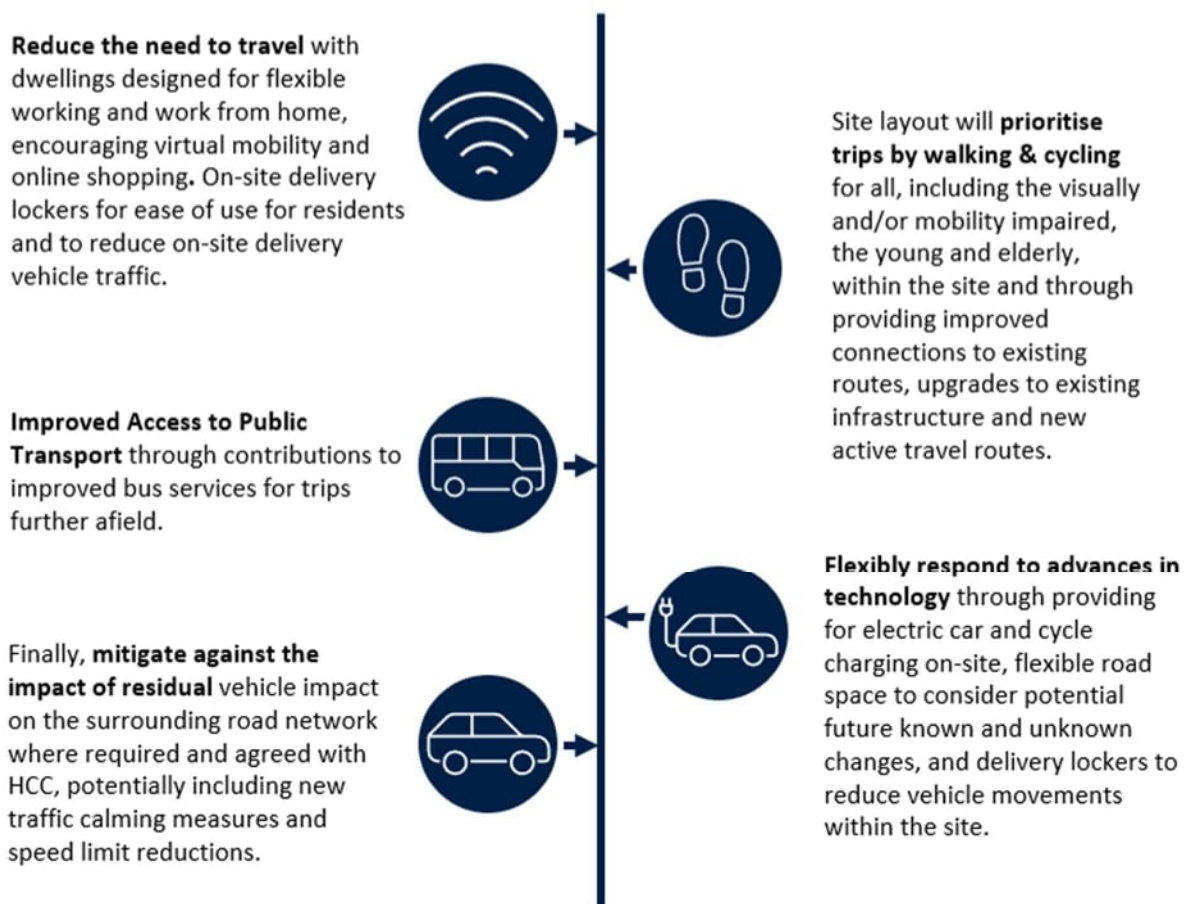 Reduce the need to travel with
dwellings designed for flexible
working and work from home,
encouraging virtual mobility and
online shopping. On-site delivery
lockers for ease of use for residents
and to reduce on-site delivery
vehicle traffic.
Site layout will prioritise
trips by walking & cycling
for all, including the visually
and/or mobility impaired,
the young and elderly,
within the site and through
providing improved
connections to existing
routes, upgrades to existing
infrastructure and new
active travel routes.
Improved Access to Public
Transport through contributions to
improved bus services for trips
further afield.
Flexibly respond to advances in
technology through providing
for electric car and cycle
charging on-site, flexible road
space to consider potential
future known and unknown
changes, and delivery lockers to
reduce vehicle movements
within the site.
Finally, mitigate against the
impact of residual vehicle impact
on the surrounding road network
where required and agreed with
HCC, potentially including new
traffic calming measures and
speed limit reductions.